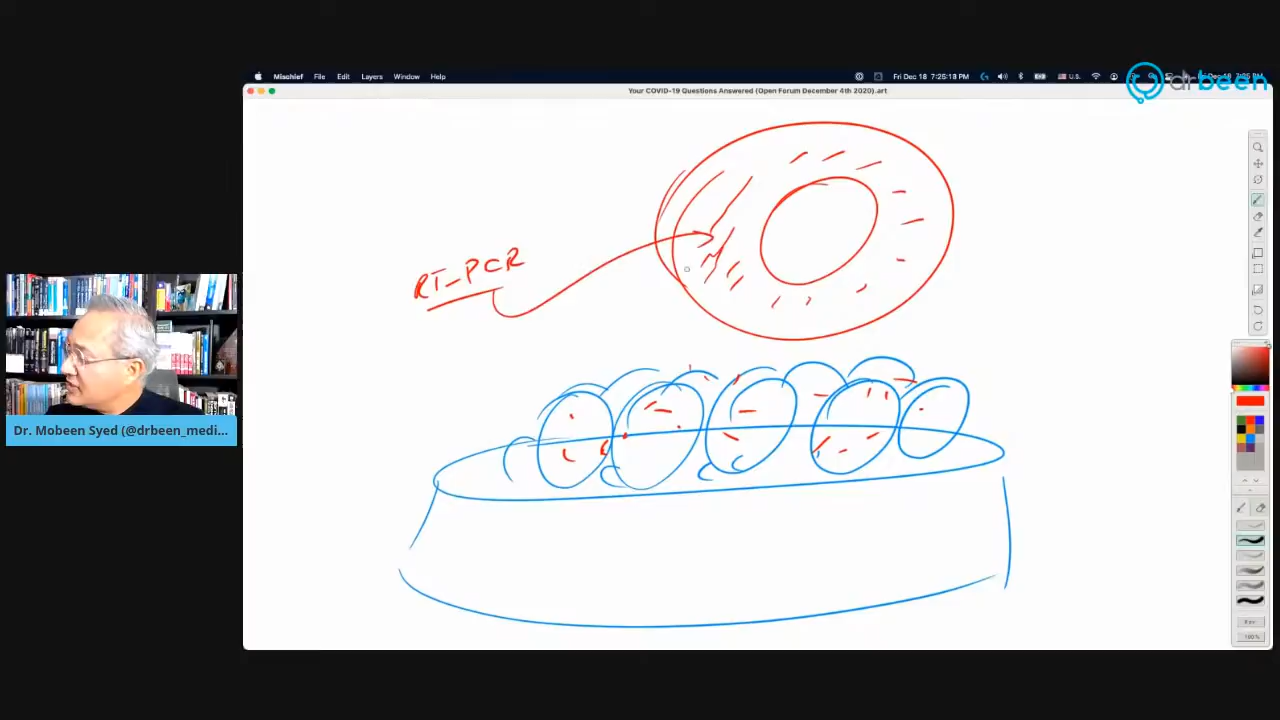 Mischief File Edit Layers Window Help
Fri Dec 18 7:25:18 PM
U.S.
drbeen
Your COVID-19 Questions Answered (Open Forum December 4th 2020).art
RT-PCR
Dr. Mobeen Syed (@drbeen_medi...
100%